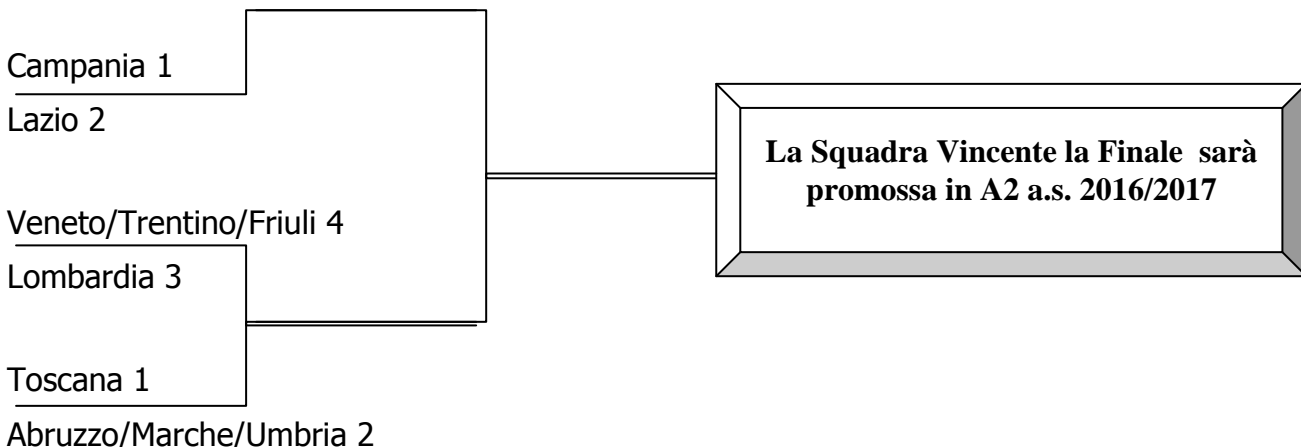 Campania 1
Lazio 2
Veneto/Trentino/Friuli 4
Lombardia 3
Toscana 1
Abruzzo/Marche/Umbria 2
La Squadra Vincente la Finale sarà
promossa in A2 a.s. 2016/2017